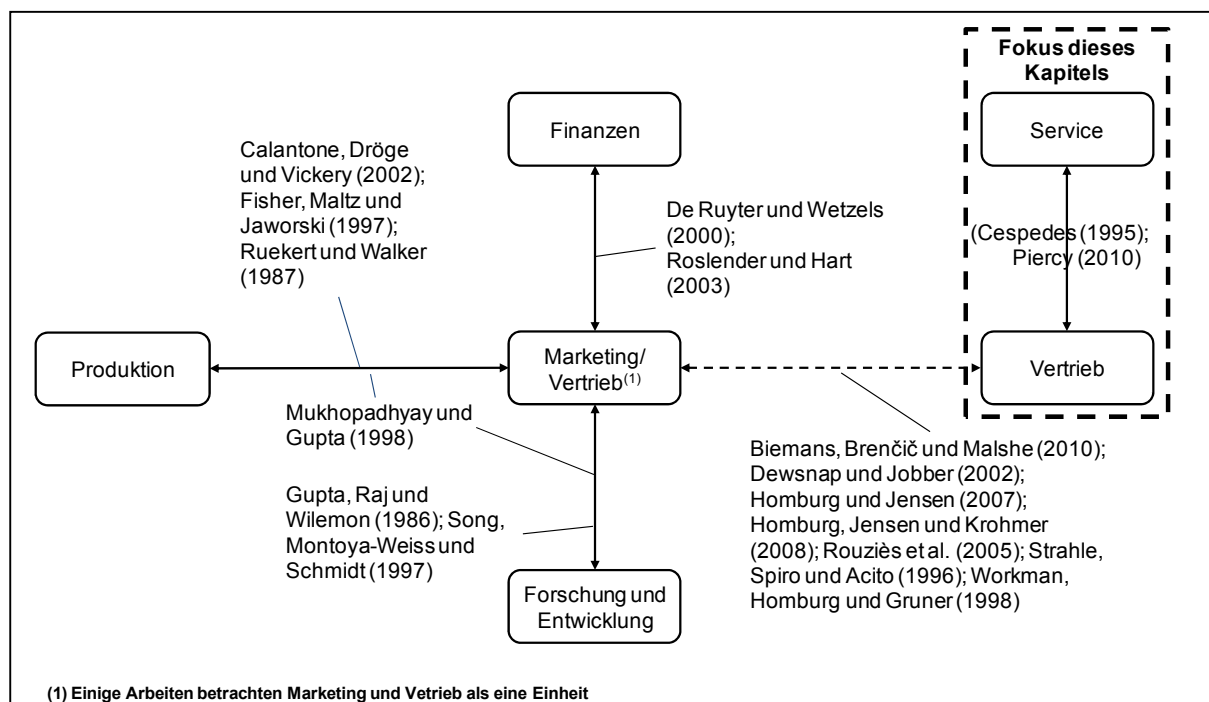 Fokus dieses
Kapitels
Finanzen
Service
Calantone, Dröge
und Vickery (2002);
Fisher, Maltz und
Jaworski (1997);
Ruekert und Walker
(1987)
De Ruyter und Wetzels
(2000);
Roslender und Hart
(2003)
(Cespedes (1995);
Piercy (2010)
Produktion
Marketing/
Vertrieb(1)
Vertrieb
Mukhopadhyay und
Gupta (1998)
Gupta, Raj und
Wilemon (1986); Song,
Montoya-Weiss und
Schmidt (1997)
Biemans, Brenčič und Malshe (2010);
Dewsnap und Jobber (2002);
Homburg und Jensen (2007);
Homburg, Jensen und Krohmer
(2008); Rouziès et al. (2005); Strahle,
Spiro und Acito (1996); Workman,
Homburg und Gruner (1998)
Forschung und
Entwicklung
(1) Einige Arbeiten betrachten Marketing und Vetrieb als eine Einheit